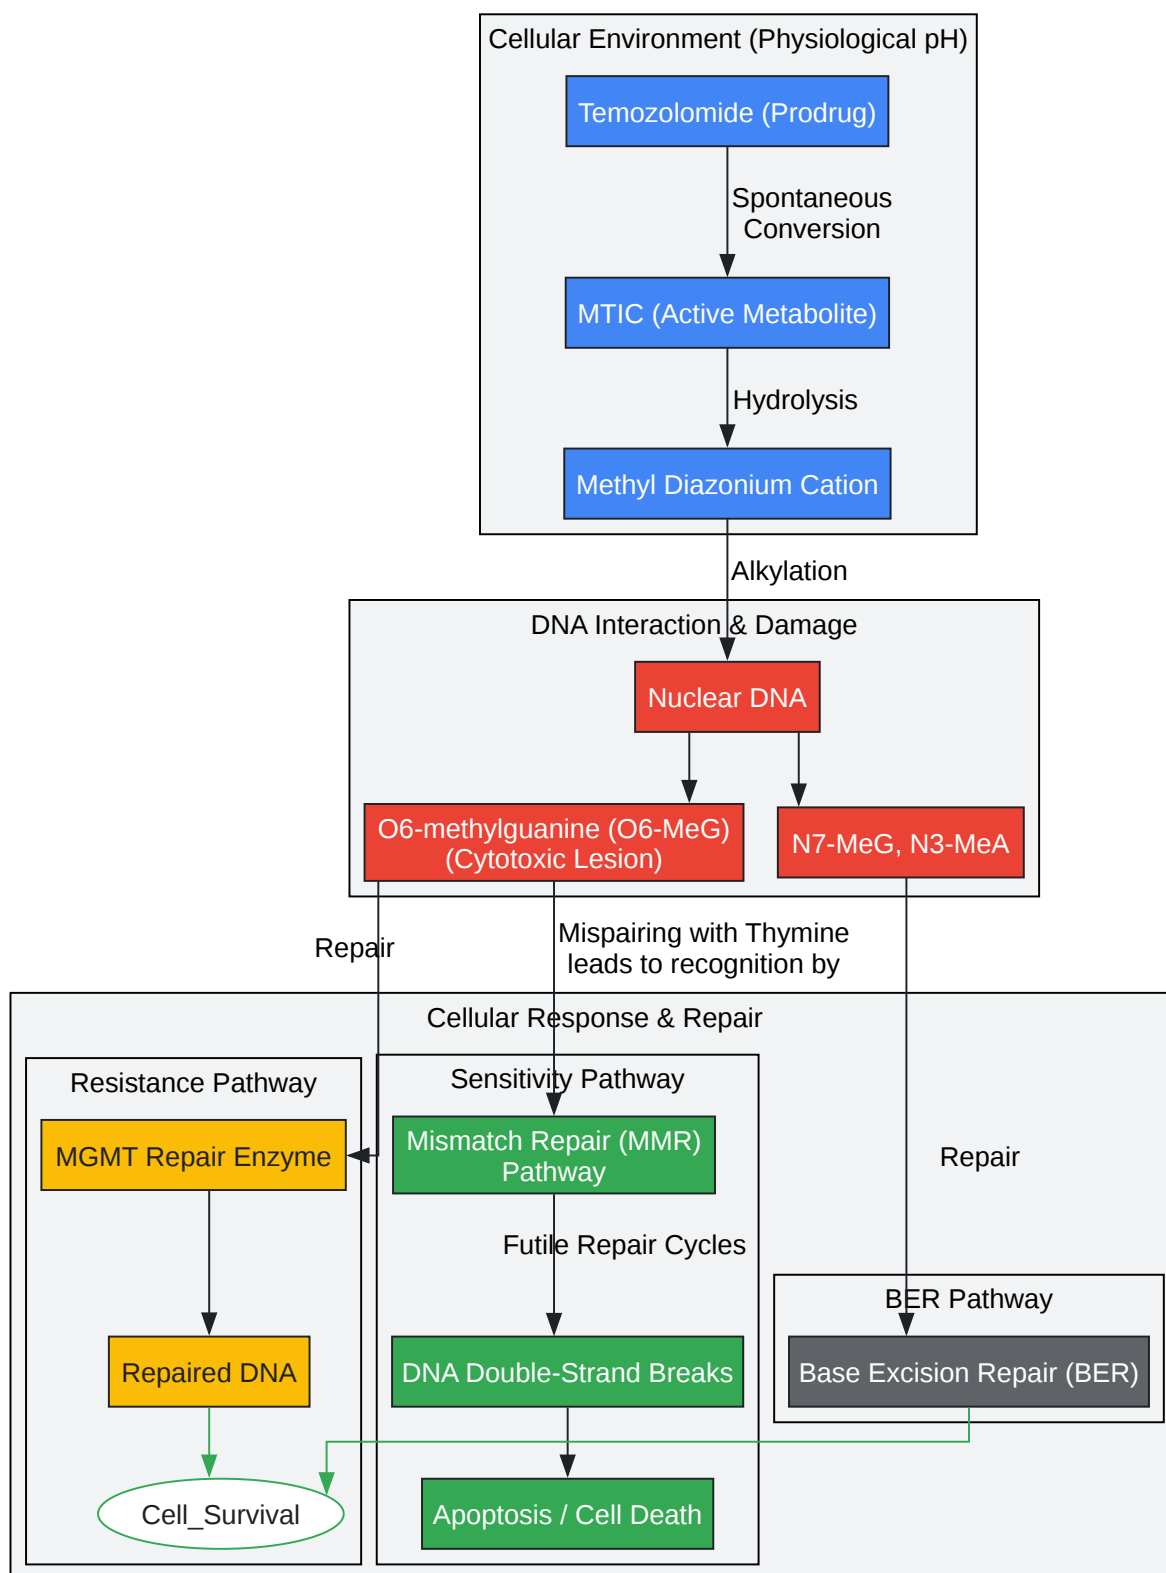 Cellular Environment (Physiological pH)
Temozolomide (Prodrug)
Spontaneous
Conversion
MTIC (Active Metabolite)
Hydrolysis
Methyl Diazonium Cation
Alkylation
DNA Interaction & Damage
Nuclear DNA
O6-methylguanine (O6-MeG)
(Cytotoxic Lesion)
N7-MeG, N3-MeA
Repair
Mispairing with Thymine
leads to recognition by
Cellular Response & Repair
Resistance Pathway
Sensitivity Pathway
MGMT Repair Enzyme
Mismatch Repair (MMR)
Pathway
Repair
Futile Repair Cycles
BER Pathway
Repaired DNA
DNA Double-Strand Breaks
Base Excision Repair (BER)
Cell_Survival
Apoptosis / Cell Death